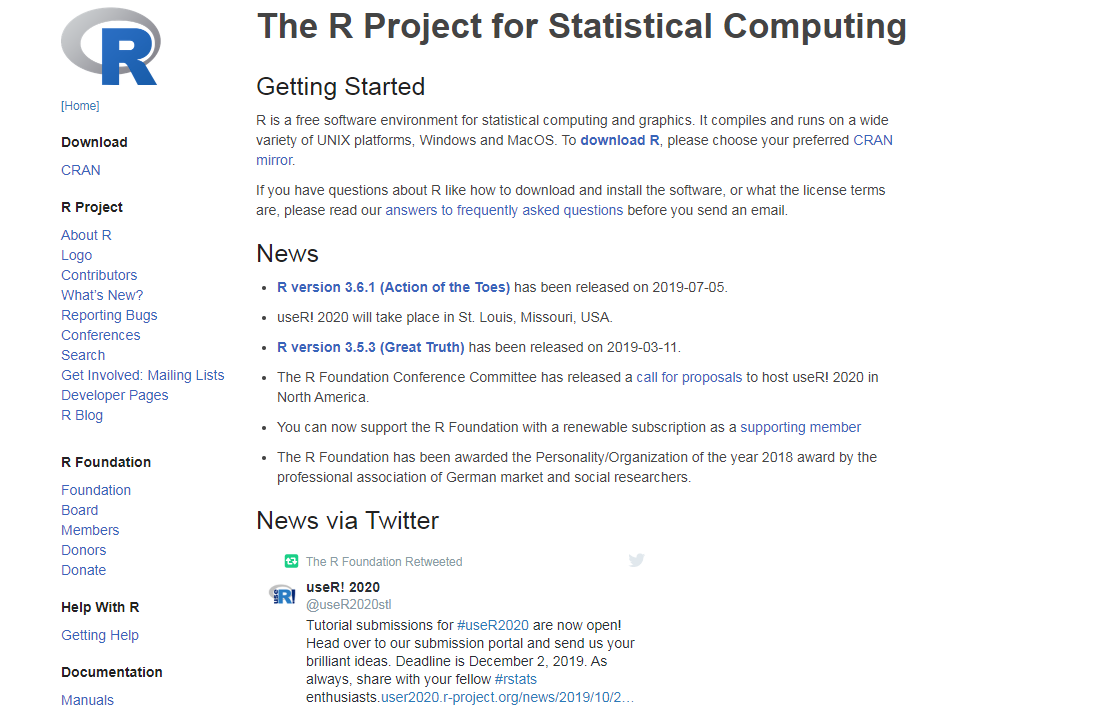 R
[Home]
Download
CRAN
R Project
About R
Logo
Contributors
What's New?
Reporting Bugs
Conferences
Search
Get Involved: Mailing Lists
Developer Pages
R Blog
R Foundation
Foundation
Board
Members
Donors
Donate
Help With R
Getting Help
Documentation
Manuals
The R Project for Statistical Computing
Getting Started
R is a free software environment for statistical computing and graphics. It compiles and runs on a wide
variety of UNIX platforms, Windows and MacOS. To download R, please choose your preferred CRAN
mirror.
If you have questions about R like how to download and install the software, or what the license terms
are, please read our answers to frequently asked questions before you send an email.
News
• R version 3.6.1 (Action of the Toes) has been released on 2019-07-05.
• useR! 2020 will take place in St. Louis, Missouri, USA.
• R version 3.5.3 (Great Truth) has been released on 2019-03-11.
• The R Foundation Conference Committee has released a call for proposals to host useR! 2020 in
North America.
• You can now support the R Foundation with a renewable subscription as a supporting member
• The R Foundation has been awarded the Personality/Organization of the year 2018 award by the
professional association of German market and social researchers.
News via Twitter
The R Foundation Retweeted
useR!
useR! 2020
@useR2020stl
Tutorial submissions for #useR2020 are now open!
Head over to our submission portal and send us your
brilliant ideas. Deadline is December 2, 2019. As
always, share with your fellow #rstats
enthusiasts.user2020.r-project.org/news/2019/10/2…